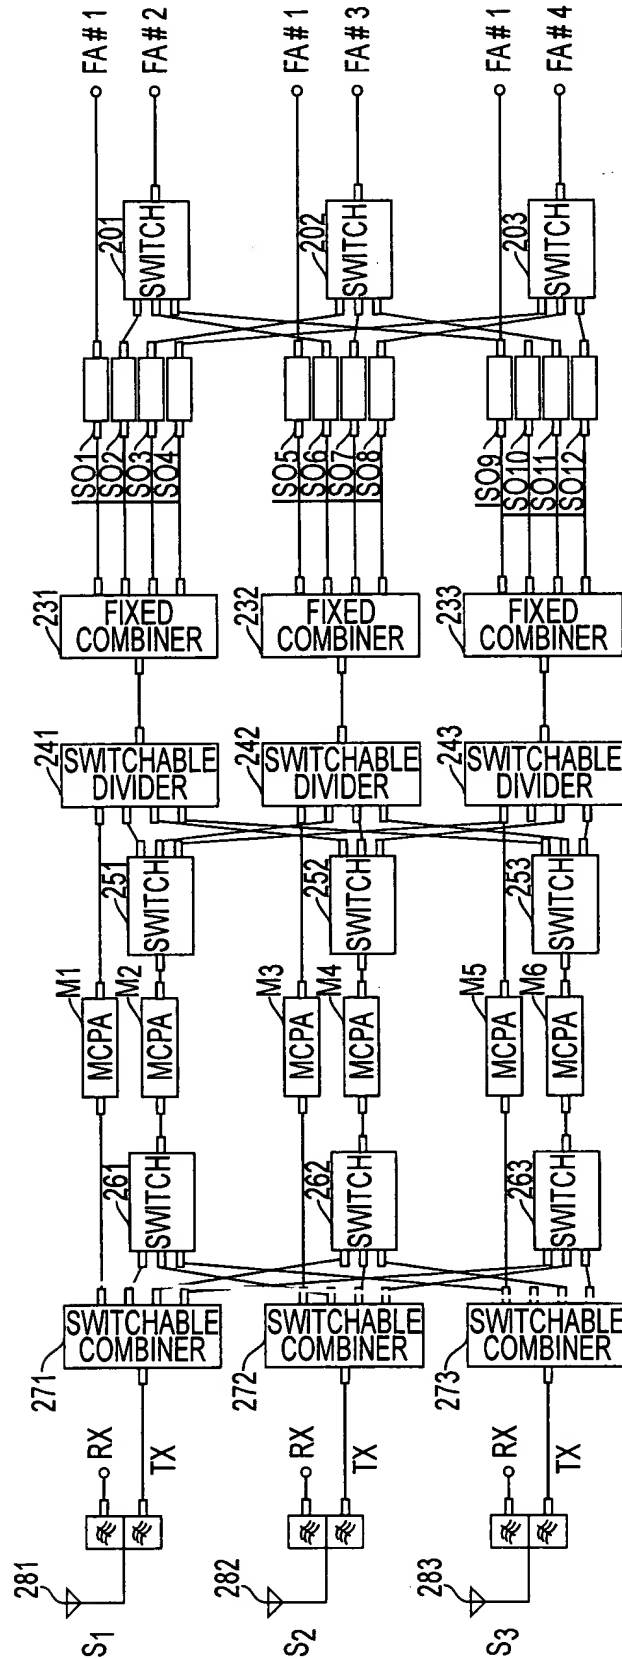 S1
281
RX
TX
271
SWITCHABLE
COMBINER
261
SWITCH
M1
MCPA
M2
MCPA
251
SWITCH
241
SWITCHABLE
DIVIDER
231
FIXED
COMBINER
ISO1
ISO2
ISO3
ISO4
201
SWITCH
FA#1
FA#2
S2
282
RX
TX
272
SWITCHABLE
COMBINER
262
SWITCH
M3
MCPA
M4
MCPA
252
SWITCH
242
SWITCHABLE
DIVIDER
232
FIXED
COMBINER
ISO5
ISO6
ISO7
ISO8
202
SWITCH
FA#1
FA#3
S3
283
RX
TX
273
SWITCHABLE
COMBINER
263
SWITCH
M5
MCPA
M6
MCPA
253
SWITCH
243
SWITCHABLE
DIVIDER
233
FIXED
COMBINER
ISO9
ISO10
ISO11
ISO12
203
SWITCH
FA#1
FA#4